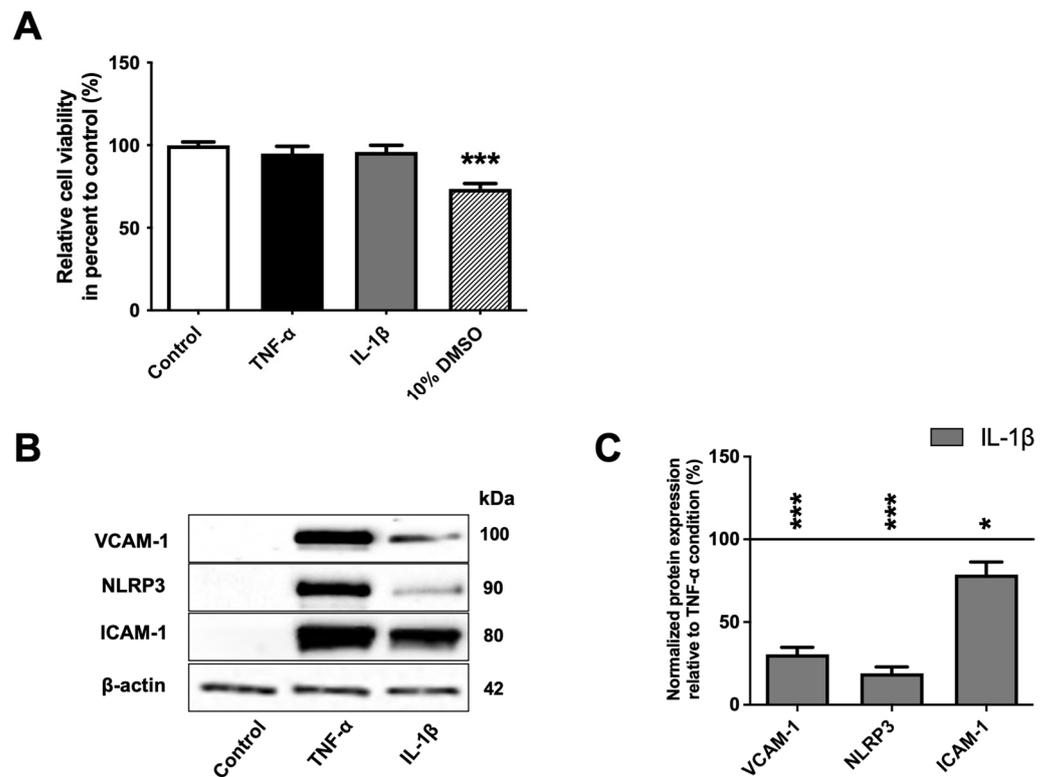 A
Relative cell viability
in percent to control (%)
150
100
50
0
***
Control
TNF-α
IL-1β
10% DMSO
B
kDa
VCAM-1
100
NLRP3
90
ICAM-1
80
β-actin
42
Control
TNF-α
IL-1β
C
IL-1β
Normalized protein expression
relative to TNF-α condition (%)
150
100
50
0
***
***
*
VCAM-1
NLRP3
ICAM-1